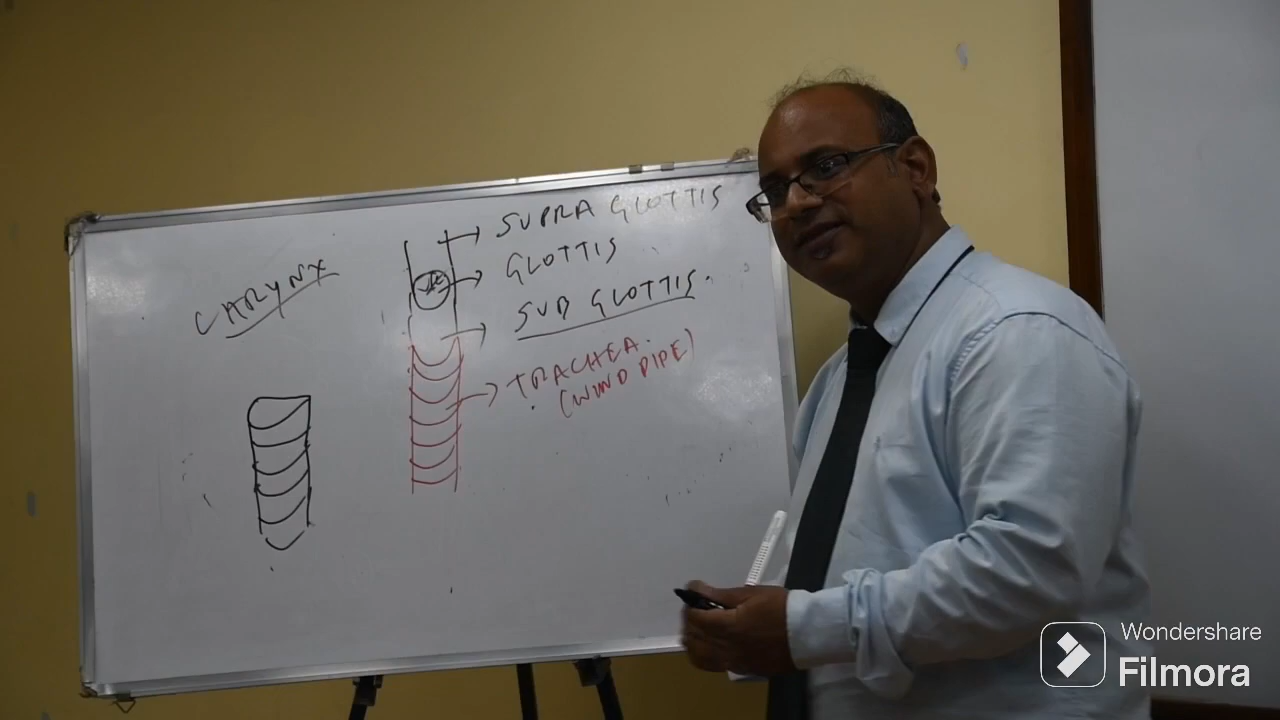 LARYNX
SUPRA GLOTTIS
GLOTTIS
SUB GLOTTIS.
TRACHEA.
(WIND PIPE)
Wondershare
Filmora